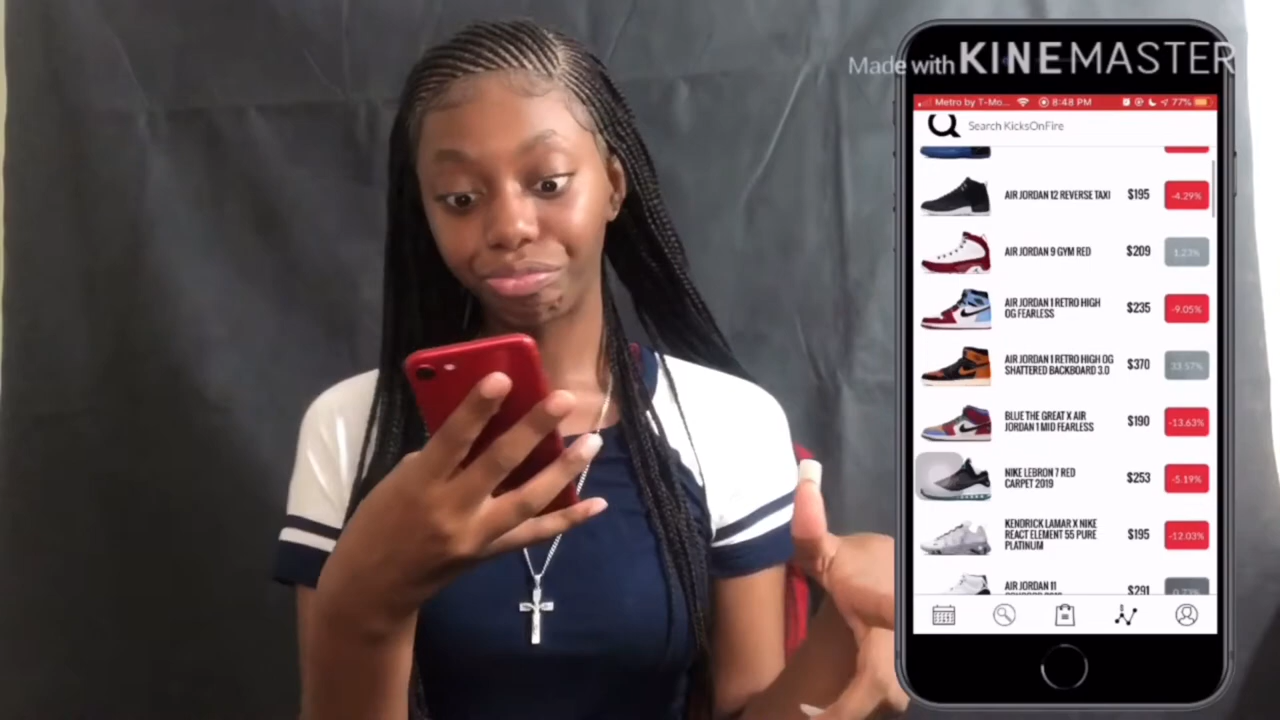 Made with KINEMASTER
Metro by T-Mo... 8:48 PM 77%
Search KicksOnFire
AIR JORDAN 12 REVERSE TAXI $195 -4.29%
AIR JORDAN 9 GYM RED $209 1.23%
AIR JORDAN 1 RETRO HIGH
OG FEARLESS $235 -9.05%
AIR JORDAN 1 RETRO HIGH OG
SHATTERED BACKBOARD 3.0 $370 33.57%
BLUE THE GREAT X AIR
JORDAN 1 MID FEARLESS $190 -13.63%
NIKE LEBRON 7 RED
CARPET 2019 $253 -5.19%
KENDRICK LAMAR X NIKE
REACT ELEMENT 55 PURE
PLATINUM $195 -12.03%
AIR JORDAN 11 $291